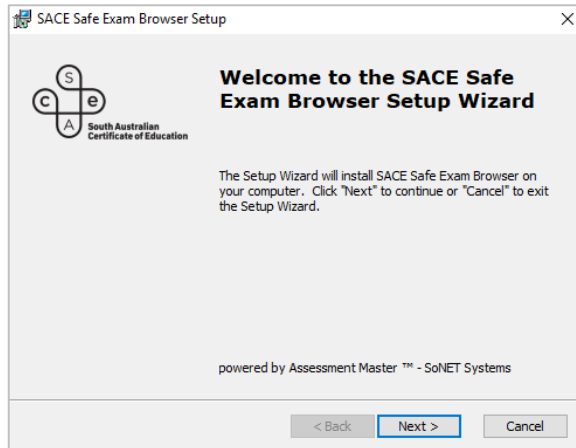 SACE Safe Exam Browser Setup
S
C e
A
South Australian
Certificate of Education
Welcome to the SACE Safe
Exam Browser Setup Wizard
The Setup Wizard will install SACE Safe Exam Browser on
your computer. Click "Next" to continue or "Cancel" to exit
the Setup Wizard.
powered by Assessment Master ™ - SoNET Systems
< Back Next > Cancel